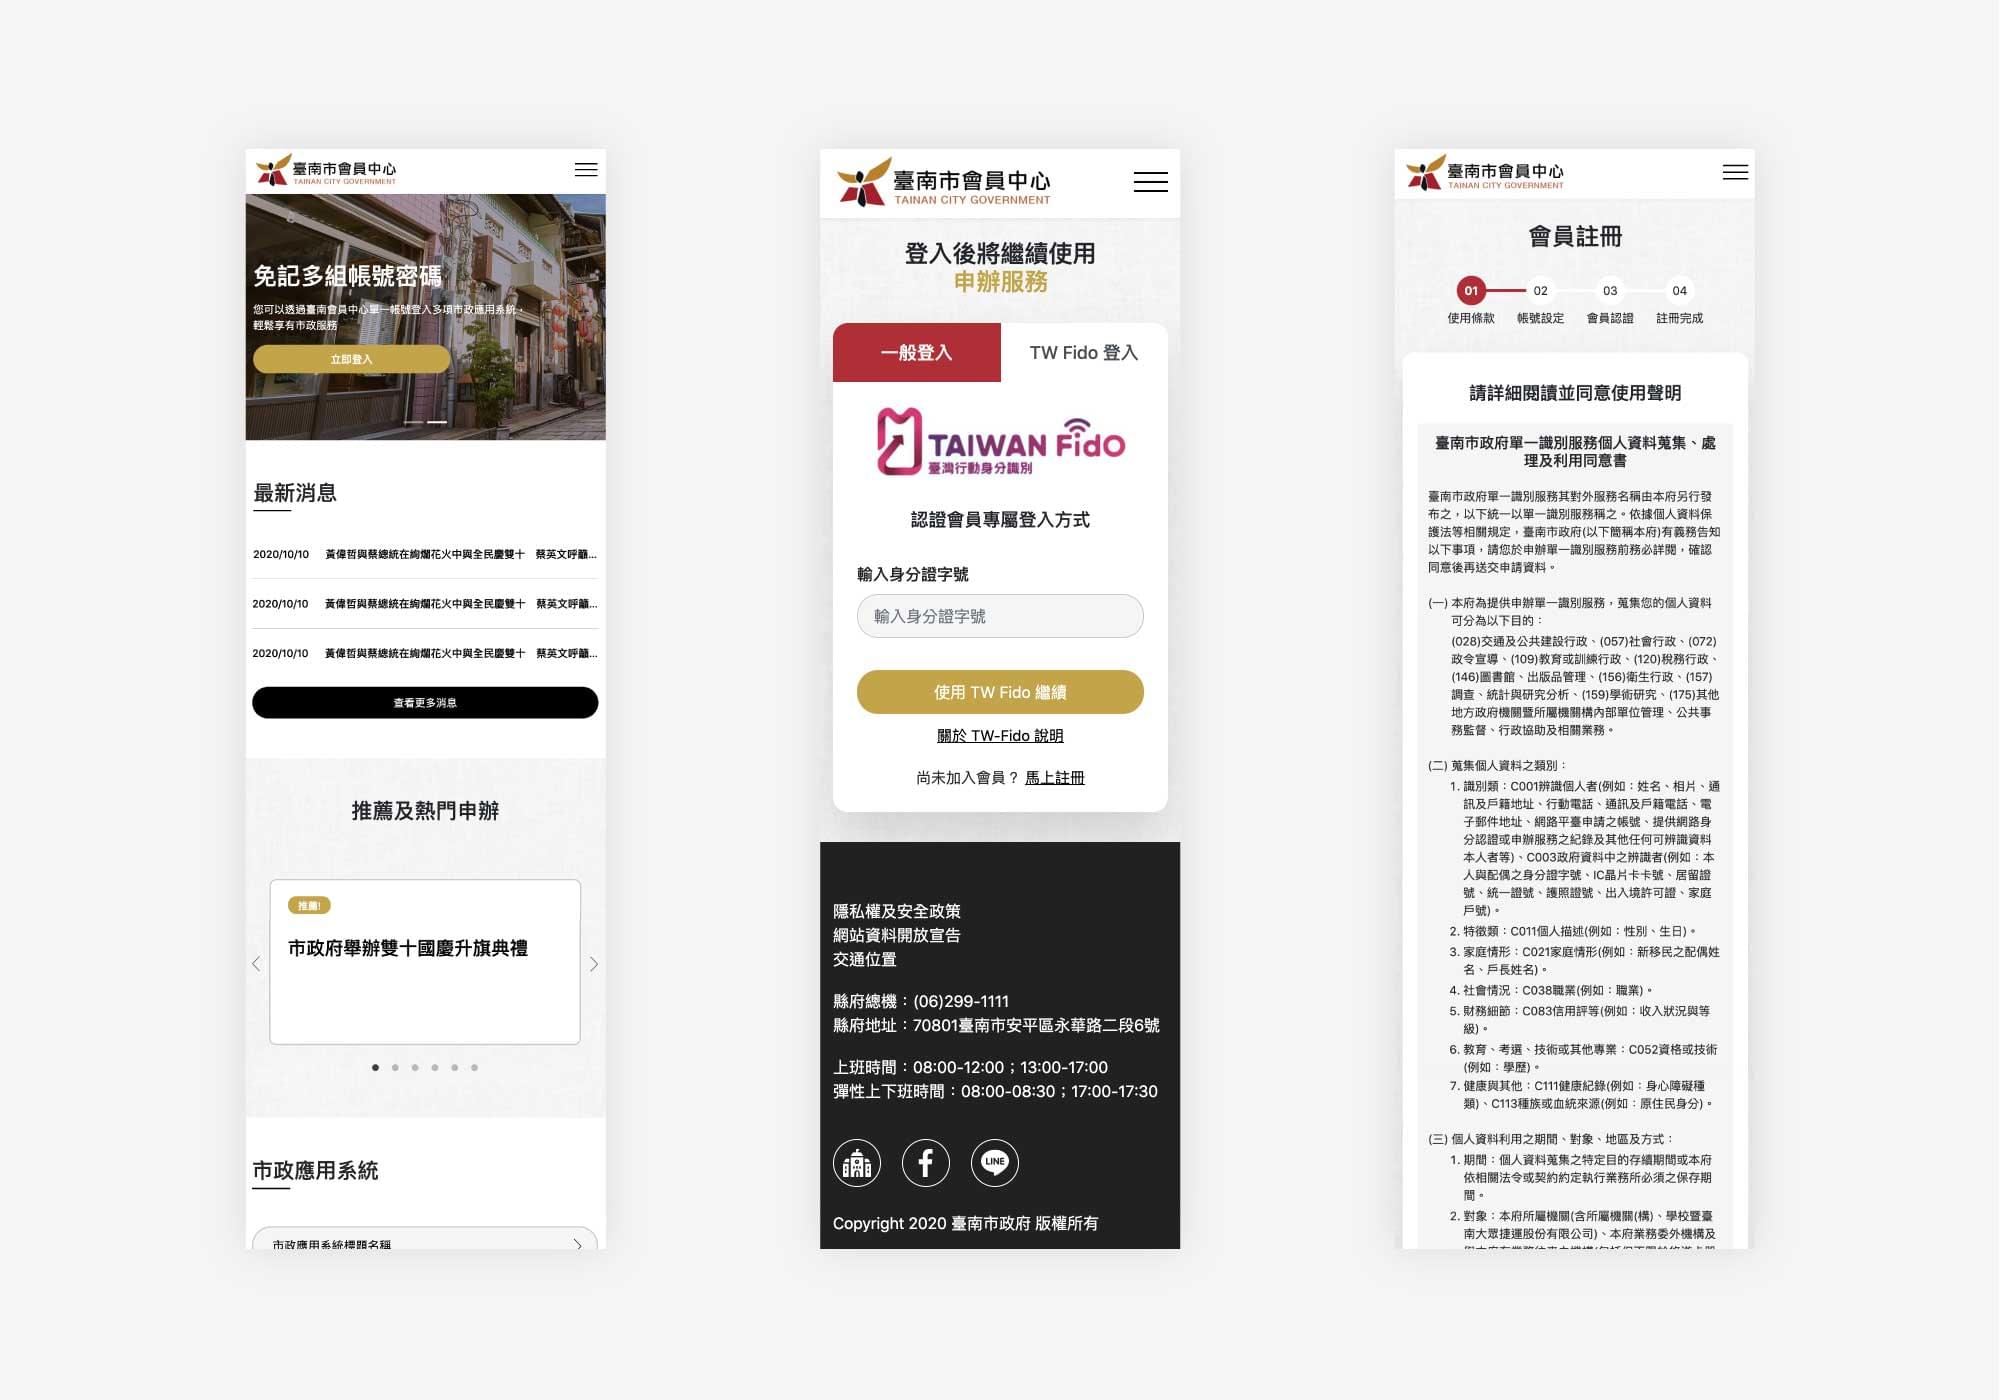 臺南市會員中心
TAINAN CITY GOVERNMENT
免記多組帳號密碼
您可以透過臺南會員中心單一帳號登入多項市政應用系統，
輕鬆享有市政服務
立即登入
最新消息
2020/10/10 黃偉哲與蔡總統在絢爛花火中與全民慶雙十 蔡英文呼籲...
2020/10/10 黃偉哲與蔡總統在絢爛花火中與全民慶雙十 蔡英文呼籲...
2020/10/10 黃偉哲與蔡總統在絢爛花火中與全民慶雙十 蔡英文呼籲...
查看更多消息
推薦及熱門申辦
推薦!
市政府舉辦雙十國慶升旗典禮
市政應用系統
市政應用系統標題名稱
臺南市會員中心
TAINAN CITY GOVERNMENT
登入後將繼續使用
申辦服務
一般登入
TW Fido 登入
TAIWAN FidO
臺灣行動身分識別
認證會員專屬登入方式
輸入身分證字號
輸入身分證字號
使用 TW Fido 繼續
關於 TW-Fido 說明
尚未加入會員？ 馬上註冊
隱私權及安全政策
網站資料開放宣告
交通位置
縣府總機：(06)299-1111
縣府地址：70801臺南市安平區永華路二段6號
上班時間：08:00-12:00；13:00-17:00
彈性上下班時間：08:00-08:30；17:00-17:30
LINE
Copyright 2020 臺南市政府 版權所有
臺南市會員中心
TAINAN CITY GOVERNMENT
會員註冊
01 02 03 04
使用條款 帳號設定 會員認證 註冊完成
請詳細閱讀並同意使用聲明
臺南市政府單一識別服務個人資料蒐集、處
理及利用同意書
臺南市政府單一識別服務其對外服務名稱由本府另行發
布之，以下統一以單一識別服務稱之。依據個人資料保
護法等相關規定，臺南市政府(以下簡稱本府)有義務告知
以下事項，請您於申辦單一識別服務前務必詳閱，確認
同意後再送交申請資料。
(一) 本府為提供申辦單一識別服務，蒐集您的個人資料
可分為以下目的：
(028)交通及公共建設行政、(057)社會行政、(072)
政令宣導、(109)教育或訓練行政、(120)稅務行政、
(146)圖書館、出版品管理、(156)衛生行政、(157)
調查、統計與研究分析、(159)學術研究、(175)其他
地方政府機關暨所屬機關構內部單位管理、公共事
務監督、行政協助及相關業務。
(二) 蒐集個人資料之類別：
1. 識別類：C001辨識個人者(例如：姓名、相片、通
訊及戶籍地址、行動電話、通訊及戶籍電話、電
子郵件地址、網路平臺申請之帳號、提供網路身
分認證或申辦服務之紀錄及其他任何可辨識資料
本人者等)、C003政府資料中之辨識者(例如：本
人與配偶之身分證字號、IC晶片卡卡號、居留證
號、統一證號、護照證號、出入境許可證、家庭
戶號)。
2. 特徵類：C011個人描述(例如：性別、生日)。
3. 家庭情形：C021家庭情形(例如：新移民之配偶姓
名、戶長姓名)。
4. 社會情況：C038職業(例如：職業)。
5. 財務細節：C083信用評等(例如：收入狀況與等
級)。
6. 教育、考選、技術或其他專業：C052資格或技術
(例如：學歷)。
7. 健康與其他：C111健康紀錄(例如：身心障礙種
類)、C113種族或血統來源(例如：原住民身分)。
(三) 個人資料利用之期間、對象、地區及方式：
1. 期間：個人資料蒐集之特定目的存續期間或本府
依相關法令或契約約定執行業務所必須之保存期
間。
2. 對象：本府所屬機關(含所屬機關(構)、學校暨臺
南大眾捷運股份有限公司)、本府業務委外機構及